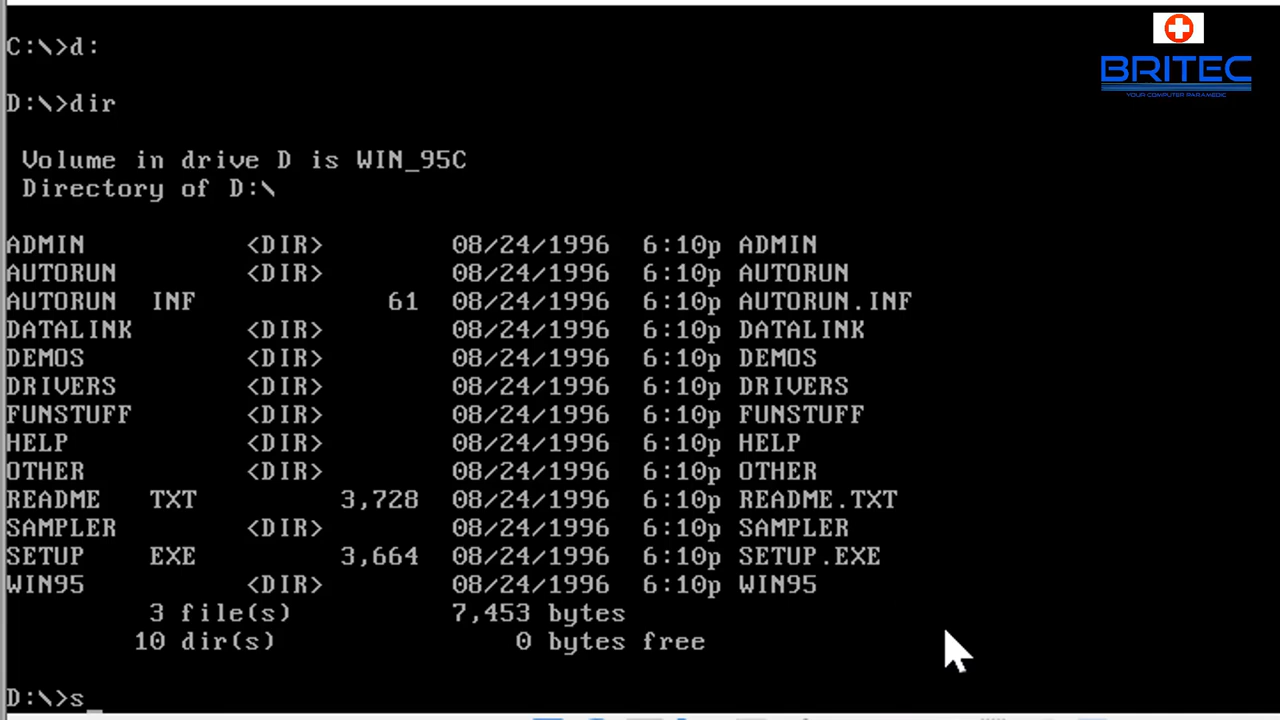 C:\>d:
BRITEC
YOUR COMPUTER PARAMEDIC
D:\>dir
Volume in drive D is WIN_95C
Directory of D:\
ADMIN <DIR> 08/24/1996 6:10p ADMIN
AUTORUN <DIR> 08/24/1996 6:10p AUTORUN
AUTORUN INF 61 08/24/1996 6:10p AUTORUN.INF
DATALINK <DIR> 08/24/1996 6:10p DATALINK
DEMOS <DIR> 08/24/1996 6:10p DEMOS
DRIVERS <DIR> 08/24/1996 6:10p DRIVERS
FUNSTUFF <DIR> 08/24/1996 6:10p FUNSTUFF
HELP <DIR> 08/24/1996 6:10p HELP
OTHER <DIR> 08/24/1996 6:10p OTHER
README TXT 3,728 08/24/1996 6:10p README.TXT
SAMPLER <DIR> 08/24/1996 6:10p SAMPLER
SETUP EXE 3,664 08/24/1996 6:10p SETUP.EXE
WIN95 <DIR> 08/24/1996 6:10p WIN95
3 file(s) 7,453 bytes
10 dir(s) 0 bytes free
D:\>s_